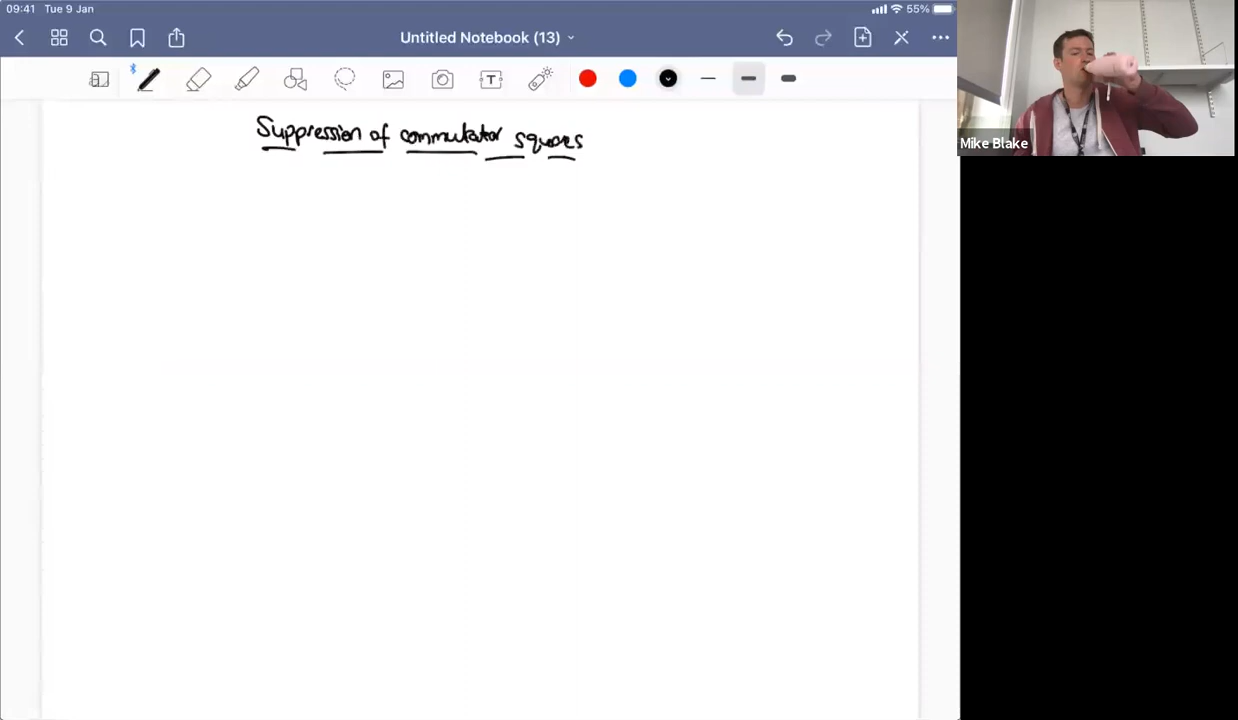 09:41 Tue 9 Jan
55%
Untitled Notebook (13)
T
Suppression of commutator squares
Mike Blake